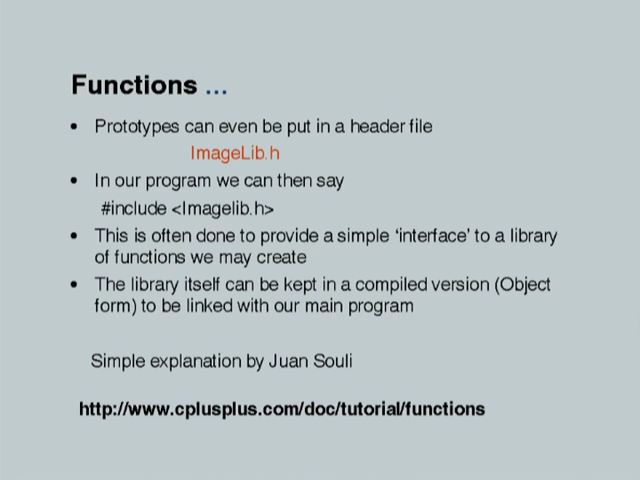 Functions ...
• Prototypes can even be put in a header file
ImageLib.h
• In our program we can then say
#include <Imagelib.h>
• This is often done to provide a simple ‘interface’ to a library
of functions we may create
• The library itself can be kept in a compiled version (Object
form) to be linked with our main program
Simple explanation by Juan Souli
http://www.cplusplus.com/doc/tutorial/functions